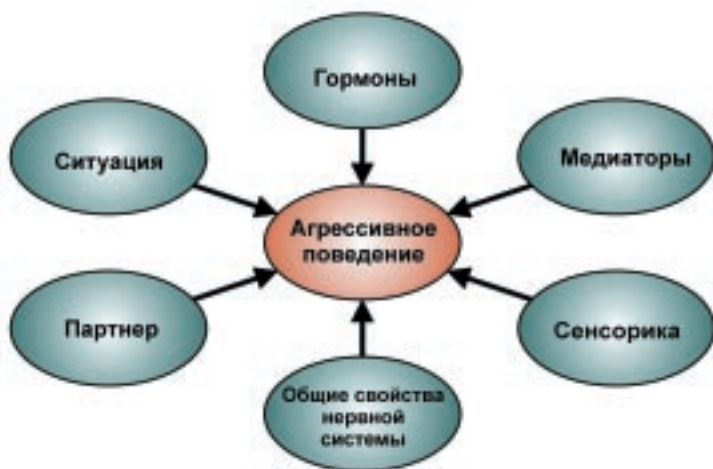 Гормоны
Ситуация
Медиаторы
Агрессивное
поведение
Партнер
Сенсорика
Общие свойства
нервной
системы